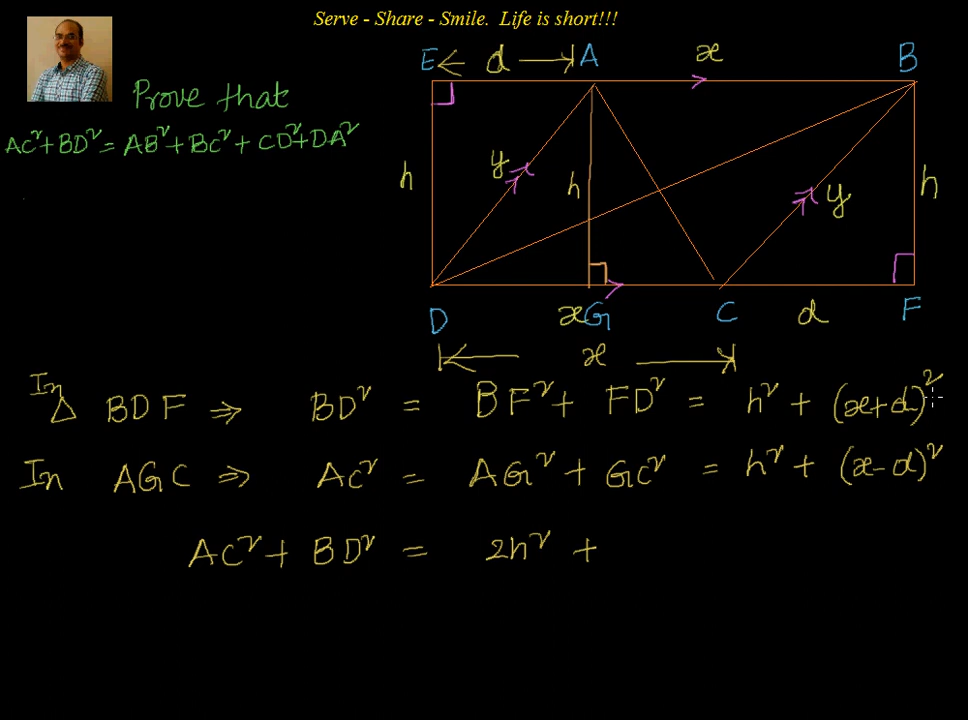 Serve - Share - Smile. Life is short!!!
Prove that
AC² + BD² = AB² + BC² + CD² + DA²
E d A x B
y h h h y
D xG C d F
x
In Δ BDF ⇒ BD² = BF² + FD² = h² + (x+d)²
In AGC ⇒ AC² = AG² + GC² = h² + (x-d)²
AC² + BD² = 2h² +